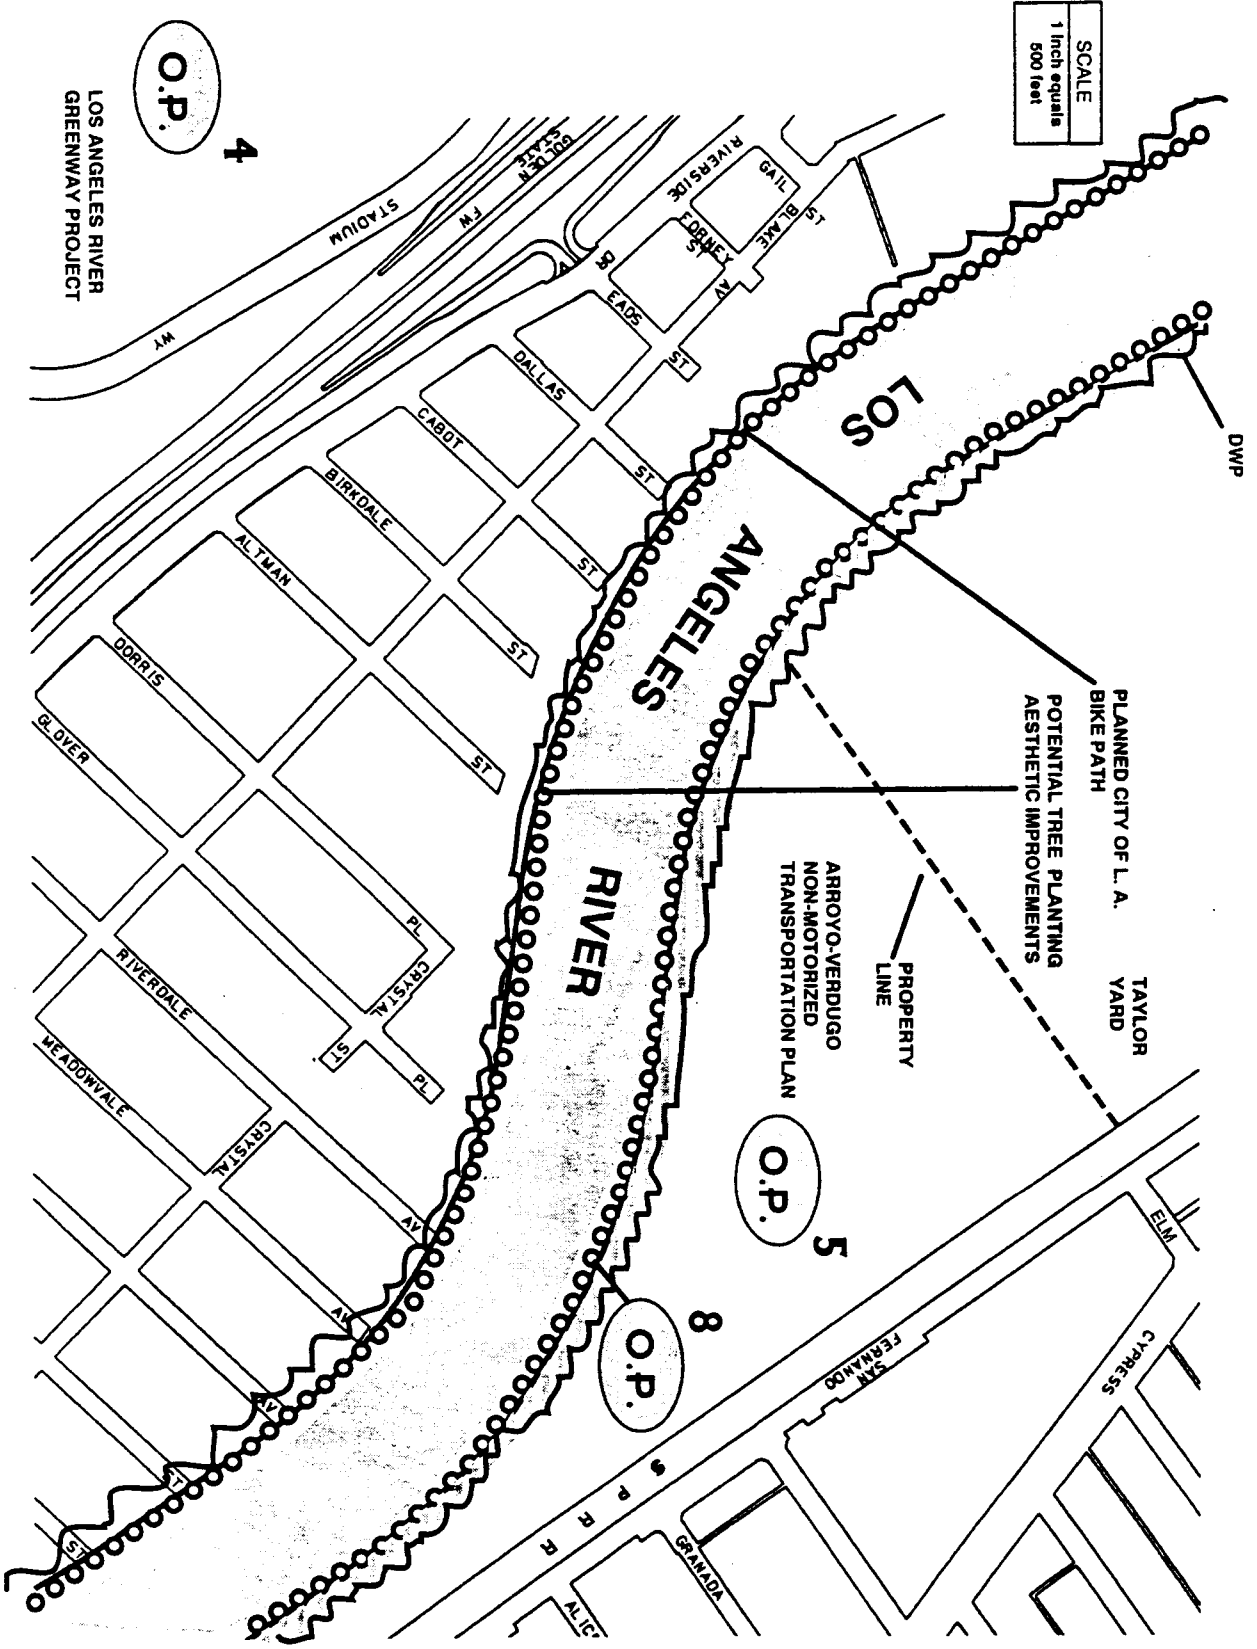 SCALE
1 inch equals
500 feet
DWP
PLANNED CITY OF L. A.
BIKE PATH
POTENTIAL TREE PLANTING
AESTHETIC IMPROVEMENTS
TAYLOR
YARD
PROPERTY
LINE
ARROYO-VERDUGO
NON-MOTORIZED
TRANSPORTATION PLAN
O.P.
5
O.P.
8
O.P.
4
LOS ANGELES RIVER
GREENWAY PROJECT
LOS
ANGELES
RIVER
STADIUM
WY
GOLDEN
STATE
FW
RIVERSIDE
DR
GAIL
ST
BLAKE
AV
FORNEY
ST
EADS
ST
DALLAS
ST
CABOT
ST
BIRKDALE
ST
ALTMAN
ST
DORRIS
PL
GLOVER
PL
CRYSTAL
ST
RIVERDALE
AV
MEADOWVALE
AV
CRYSTAL
AV
ST
ST
ELM
CYPRESS
SAN
FERNANDO
S P R R
GRANADA